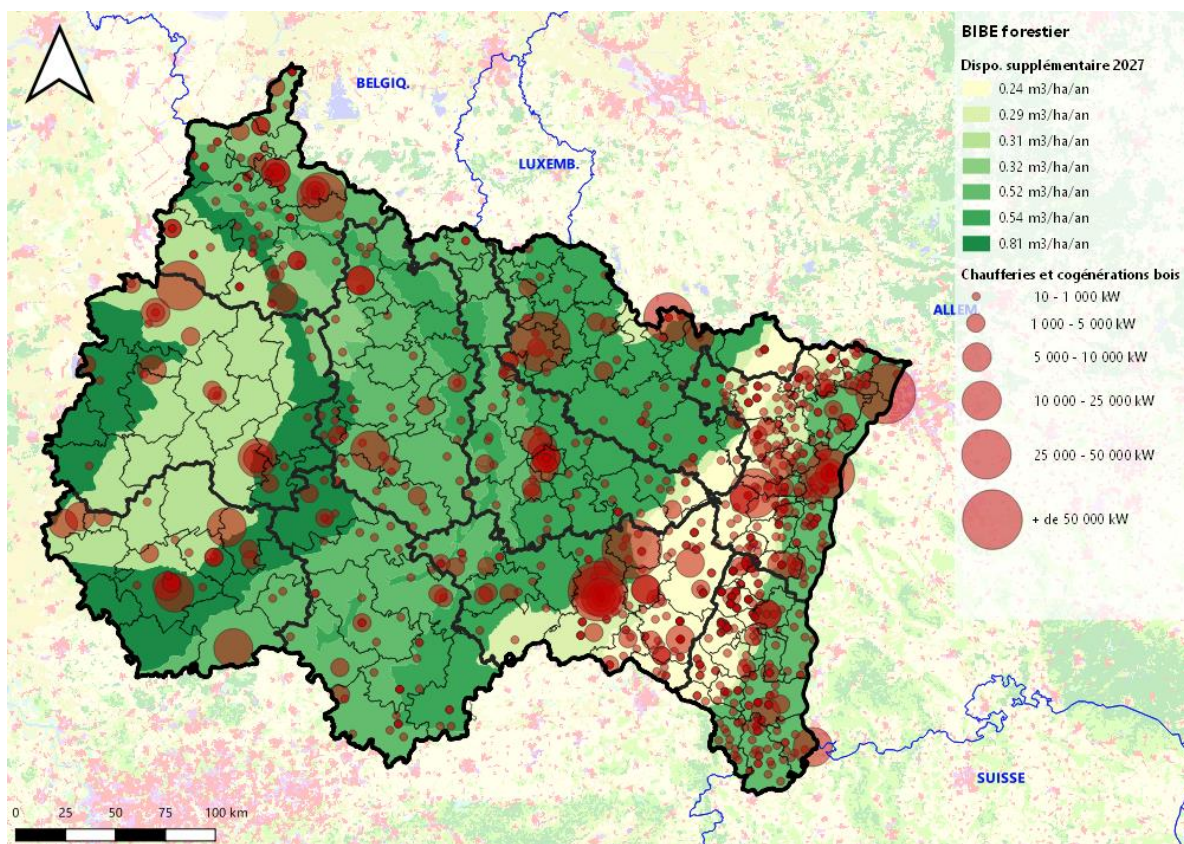 BIBE forestier
Dispo. supplémentaire 2027
0.24 m3/ha/an
0.29 m3/ha/an
0.31 m3/ha/an
0.32 m3/ha/an
0.52 m3/ha/an
0.54 m3/ha/an
0.81 m3/ha/an
Chaufferies et cogénérations bois
10 - 1 000 kW
1 000 - 5 000 kW
5 000 - 10 000 kW
10 000 - 25 000 kW
25 000 - 50 000 kW
+ de 50 000 kW
BELGIQ.
LUXEMB.
ALLEM.
SUISSE
0 25 50 75 100 km